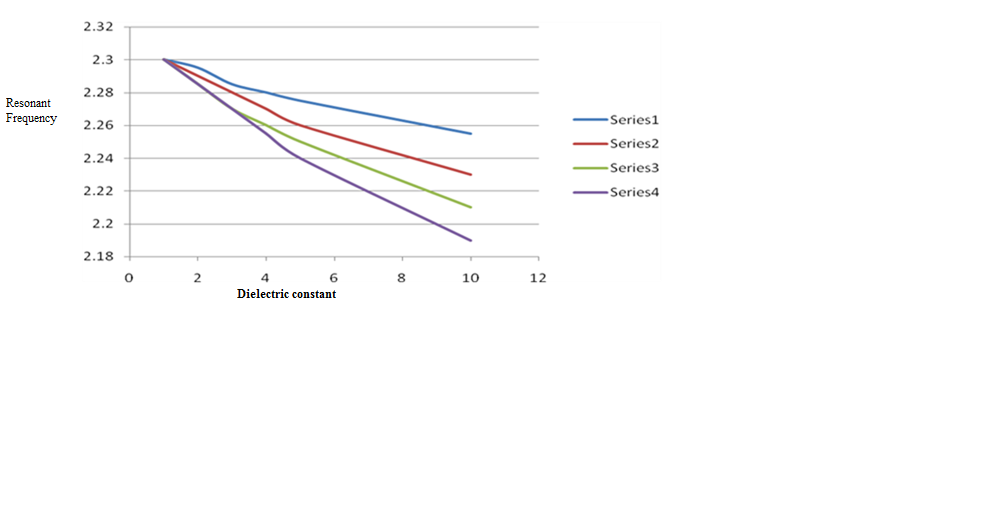 2.32
2.3
2.28
2.26
2.24
2.22
2.2
2.18
Resonant
Frequency
0 2 4 6 8 10 12
Dielectric constant
Series1
Series2
Series3
Series4